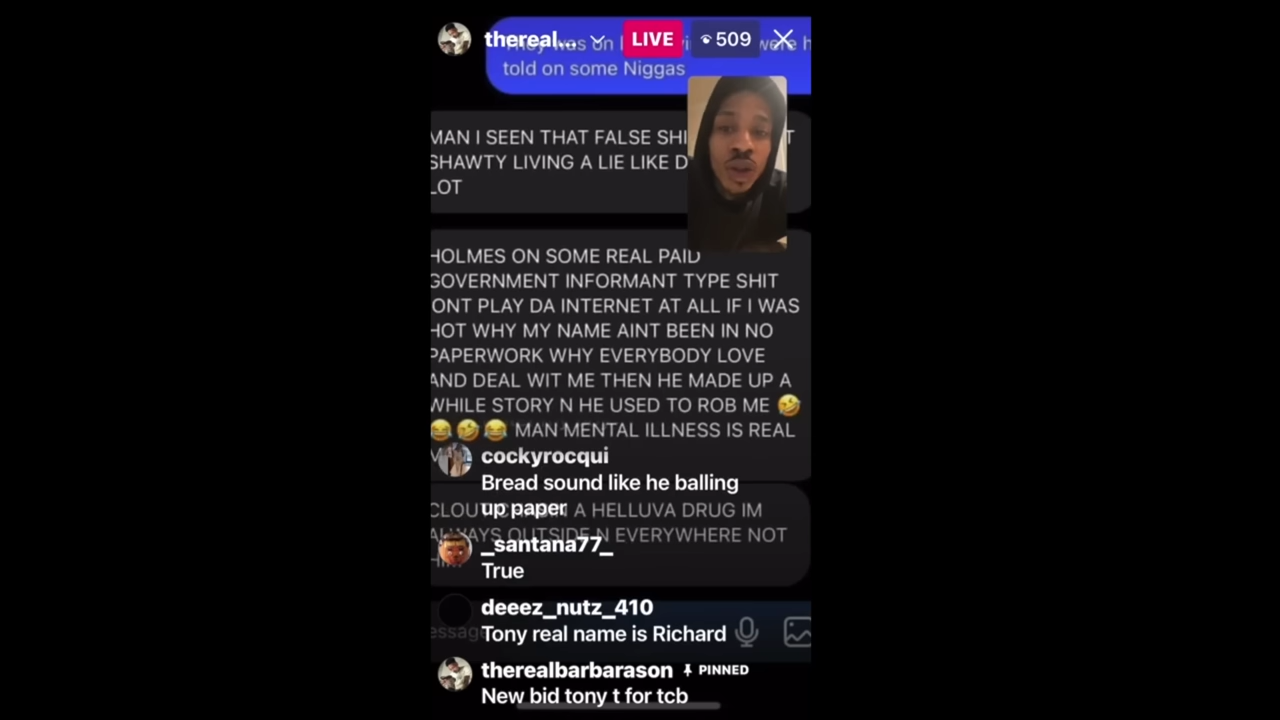 thereal...
LIVE
509
told on some Niggas
MAN I SEEN THAT FALSE
SHAWTY LIVING A LIE LIKE
LOT
HOLMES ON SOME REAL PAID
GOVERNMENT INFORMANT TYPE SHIT
ONT PLAY DA INTERNET AT ALL IF I WAS
HOT WHY MY NAME AINT BEEN IN NO
PAPERWORK WHY EVERYBODY LOVE
AND DEAL WIT ME THEN HE MADE UP A
WHILE STORY N HE USED TO ROB ME 🤣
😂🤣😂 MAN MENTAL ILLNESS IS REAL
cockyrocqui
Bread sound like he balling
up paper
A HELLUVA DRUG IM
ALWAYS OUTSIDE N EVERYWHERE NOT
_santana77_
True
deeez_nutz_410
Tony real name is Richard
therealbarbarason PINNED
New bid tony t for tcb